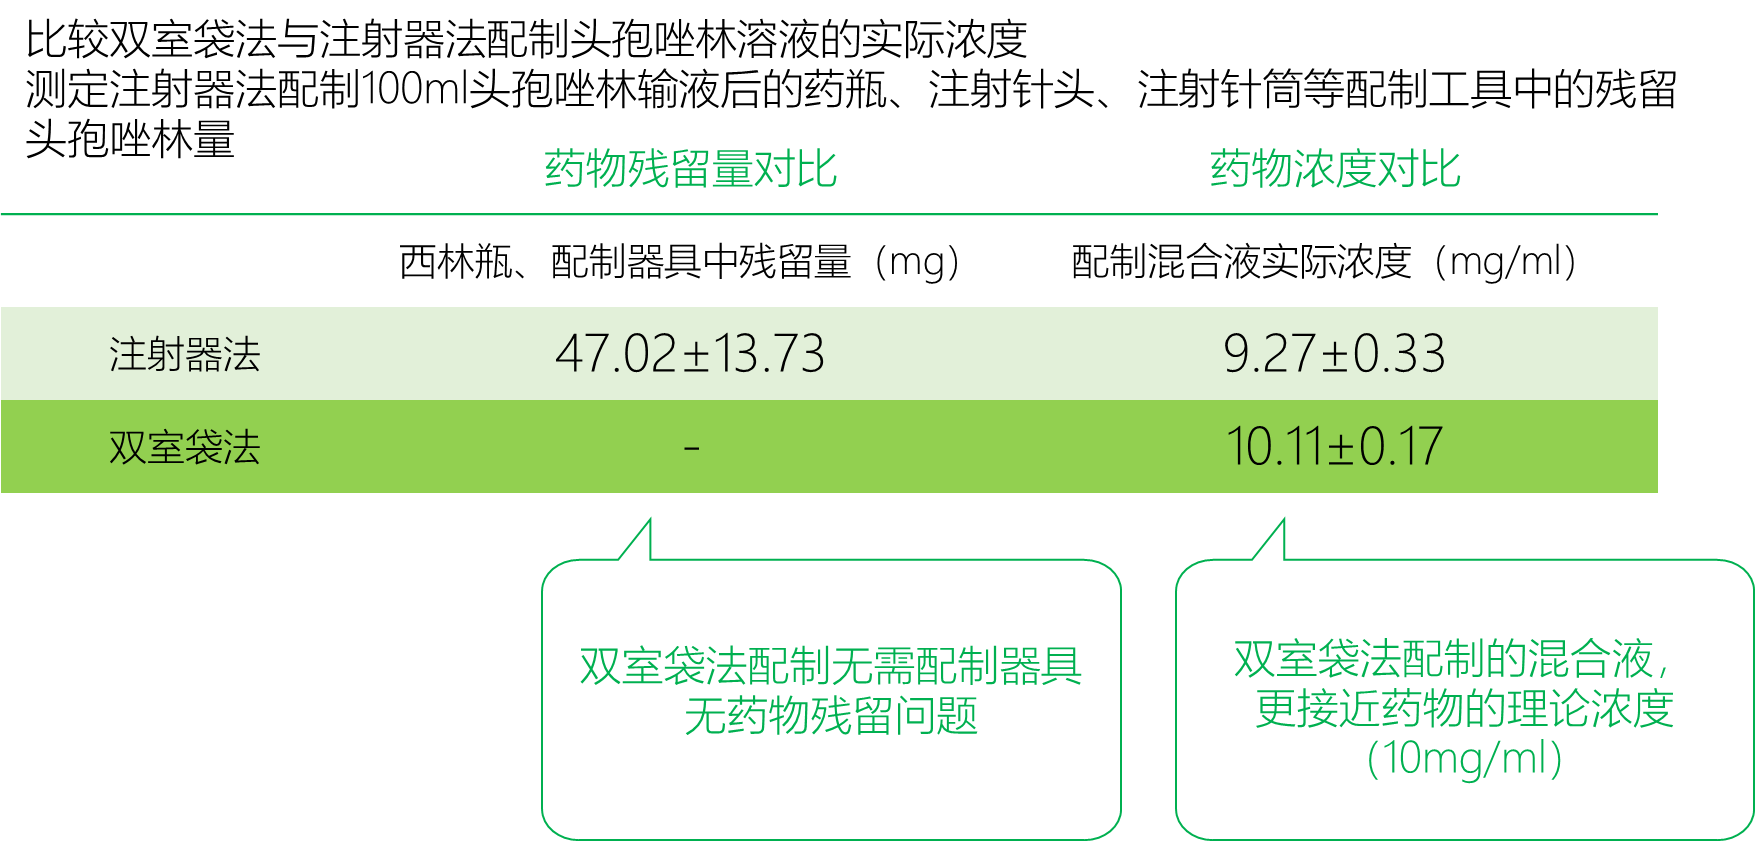 比较双室袋法与注射器法配制头孢唑林溶液的实际浓度
测定注射器法配制100ml头孢唑林输液后的药瓶、注射针头、注射针筒等配制工具中的残留
头孢唑林量
药物残留量对比
药物浓度对比
西林瓶、配制器具中残留量（mg）
配制混合液实际浓度（mg/ml）
注射器法
47.02±13.73
9.27±0.33
双室袋法
-
10.11±0.17
双室袋法配制无需配制器具
无药物残留问题
双室袋法配制的混合液，
更接近药物的理论浓度
（10mg/ml）